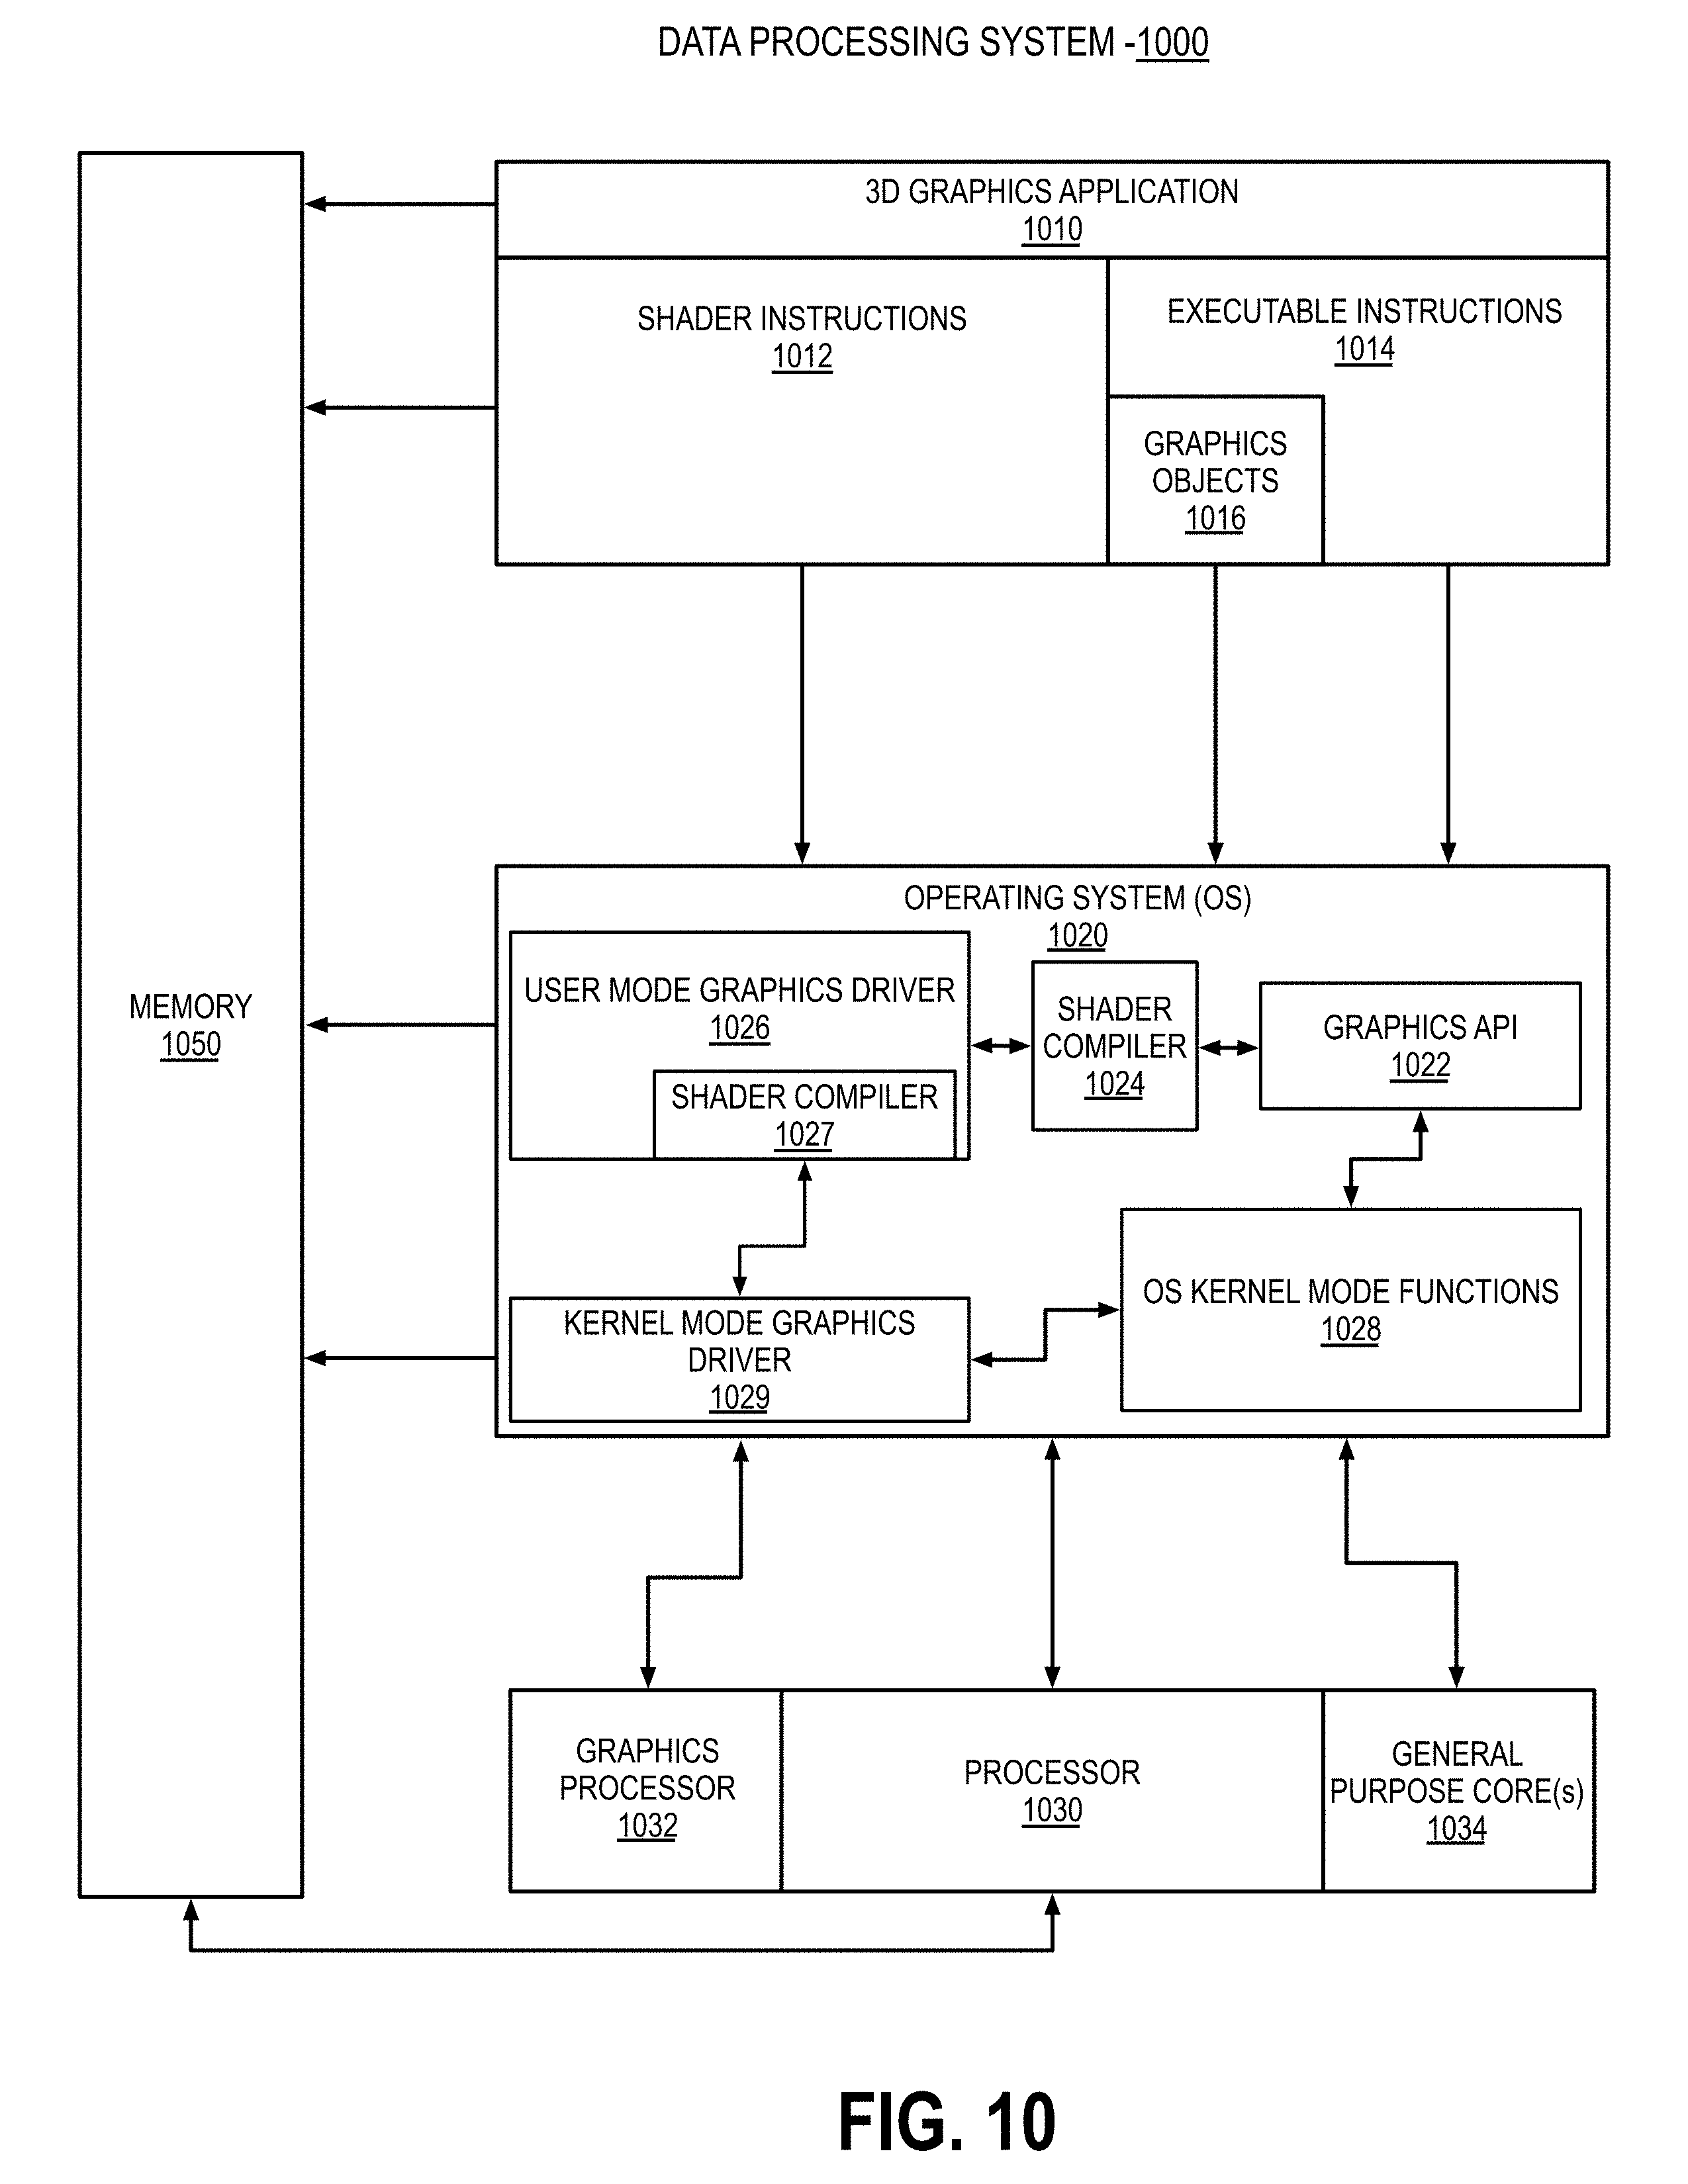 DATA PROCESSING SYSTEM -1000
3D GRAPHICS APPLICATION
1010
SHADER INSTRUCTIONS
1012
EXECUTABLE INSTRUCTIONS
1014
GRAPHICS
OBJECTS
1016
MEMORY
1050
OPERATING SYSTEM (OS)
1020
USER MODE GRAPHICS DRIVER
1026
SHADER COMPILER
1027
SHADER
COMPILER
1024
GRAPHICS API
1022
KERNEL MODE GRAPHICS
DRIVER
1029
OS KERNEL MODE FUNCTIONS
1028
GRAPHICS
PROCESSOR
1032
PROCESSOR
1030
GENERAL
PURPOSE CORE(s)
1034
FIG. 10